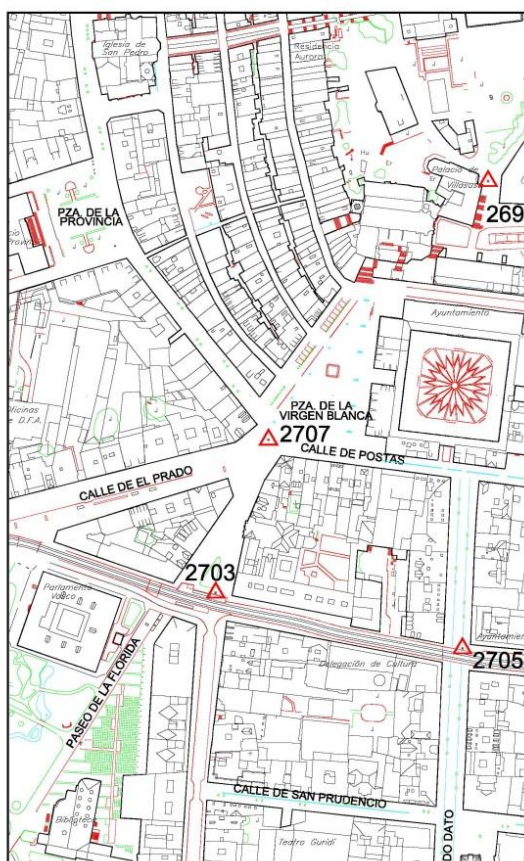 Iglesia de
San Pedro
Residencia
Aurora
Palacio de
Villasuso
269
PZA. DE LA
PROVINCIA
Ayuntamiento
PZA. DE LA
VIRGEN BLANCA
2707
CALLE DE POSTAS
Oficinas
D.F.A.
CALLE DE EL PRADO
2703
Parlamento
Vasco
PASEO DE LA FLORIDA
2705
Delegación de Cultura
CALLE DE SAN PRUDENCIO
Biblioteca
Teatro Guridi
DO DATO